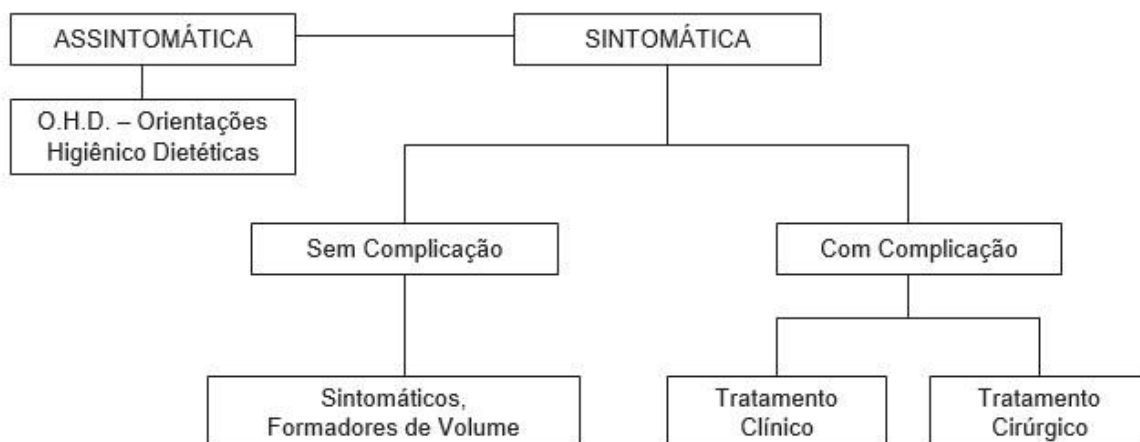 ASSINTOMÁTICA
SINTOMÁTICA
O.H.D. – Orientações
Higiênico Dietéticas
Sem Complicação
Com Complicação
Sintomáticos,
Formadores de Volume
Tratamento
Clínico
Tratamento
Cirúrgico